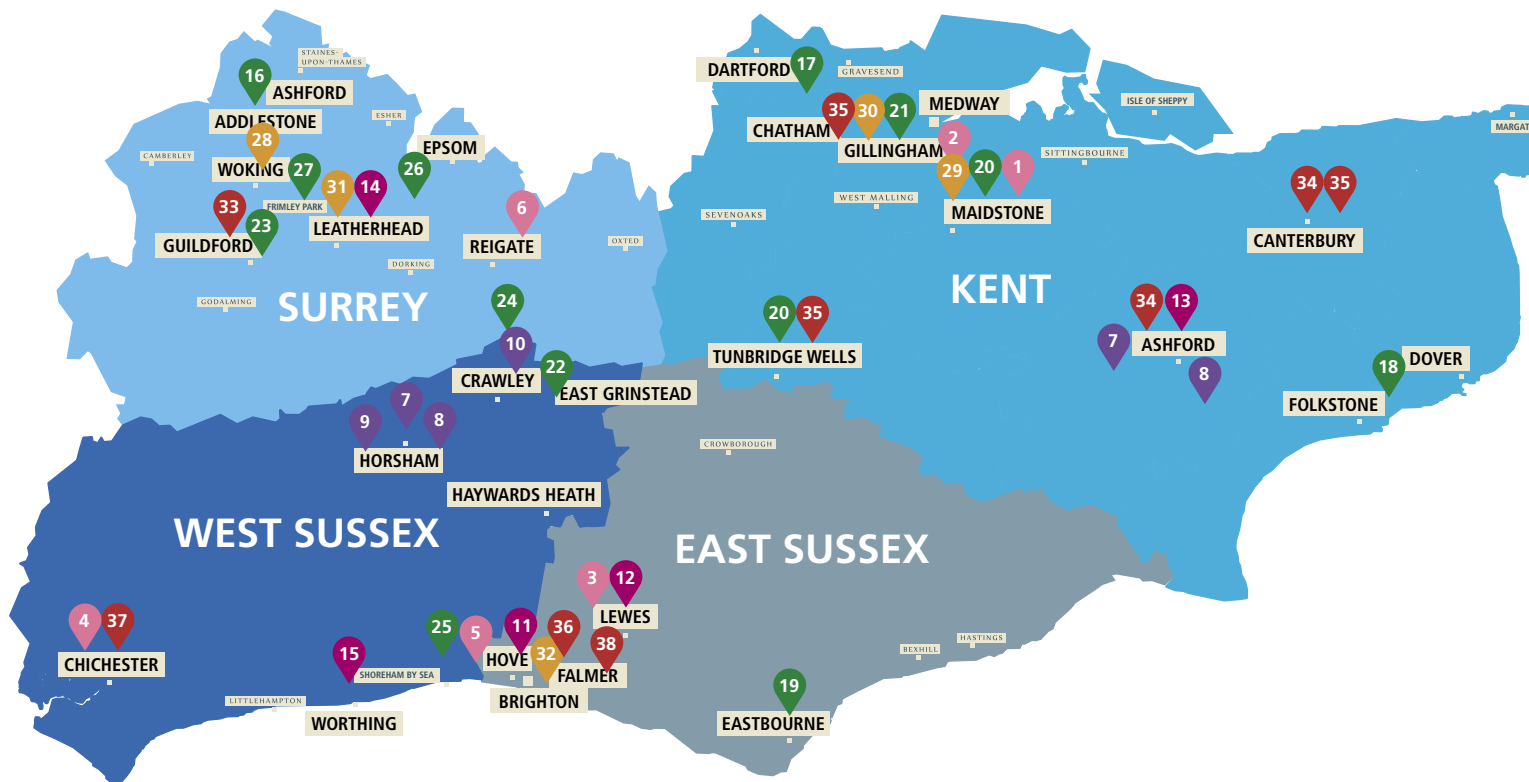 STAINES-
UPON-THAMES
16
ASHFORD
ADDLESTONE
ESHER
28
EPSOM
CAMBERLEY
WOKING
27
26
31
14
FRIMLEY PARK
33
23
LEATHERHEAD
6
GUILDFORD
REIGATE
OXTED
DORKING
GODALMING
SURREY
24
10
CRAWLEY
22
EAST GRINSTEAD
DARTFORD
17
GRAVESEND
MEDWAY
ISLE OF SHEPPY
MARGAT
CHATHAM
35
30
21
GILLINGHAM
2
SITTINGBOURNE
29
20
1
WEST MALLING
MAIDSTONE
SEVENOAKS
34
35
CANTERBURY
KENT
20
35
TUNBRIDGE WELLS
34
13
7
ASHFORD
8
DOVER
18
FOLKSTONE
9
7
8
HORSHAM
HAYWARDS HEATH
CROWBOROUGH
WEST SUSSEX
EAST SUSSEX
3
12
LEWES
4
37
CHICHESTER
15
25
5
11
36
38
SHOREHAM BY SEA
HOVE
32
FALMER
BRIGHTON
LITTLEHAMPTON
WORTHING
BEXHILL
HASTINGS
19
EASTBOURNE